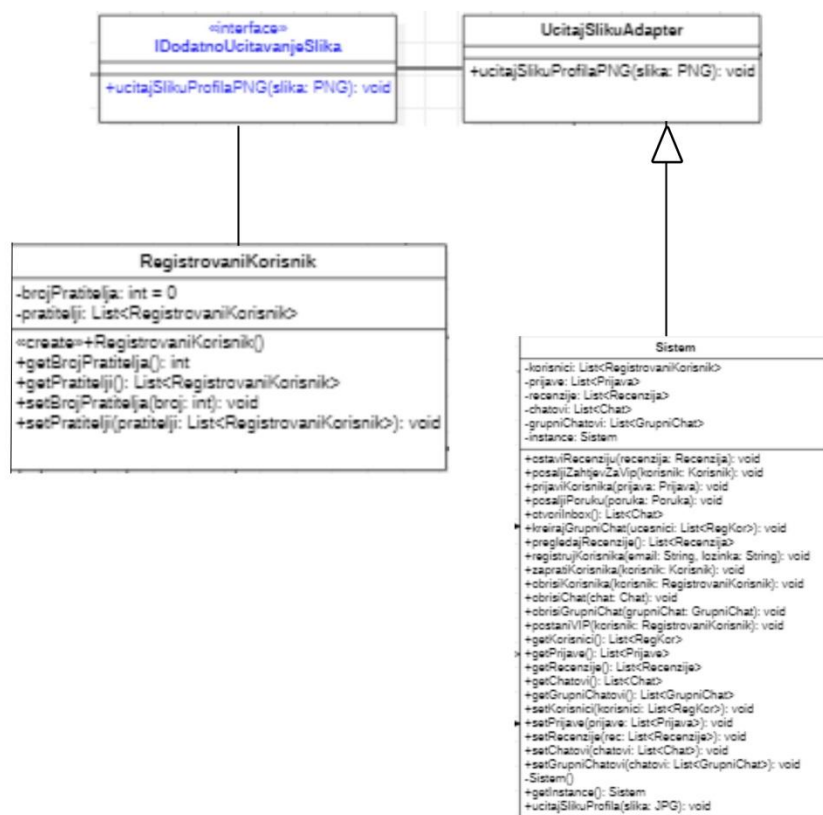 «interface»
IDodatnoUcitavanjeSlika
+ucitajSlikuProfilaPNG(slika: PNG): void
UcitajSlikuAdapter
+ucitajSlikuProfilaPNG(slika: PNG): void
RegistrovaniKorisnik
-brojPratitelja: int = 0
-pratitelji: List<RegistrovaniKorisnik>
«create»+RegistrovaniKorisnik()
+getBrojPratitelja(): int
+getPratitelji(): List<RegistrovaniKorisnik>
+setBrojPratitelja(broj: int): void
+setPratitelji(pratitelji: List<RegistrovaniKorisnik>): void
Sistem
-korisnici: List<RegistrovaniKorisnik>
-prijave: List<Prijava>
-recenzije: List<Recenzija>
-chatovi: List<Chat>
-grupniChatovi: List<GrupniChat>
-instance: Sistem
+ostaviRecenziju(recenzija: Recenzija): void
+posaljiZahtjevZaVip(korisnik: Korisnik): void
+prijaviKorisnika(prijava: Prijava): void
+posaljiPoruku(poruka: Poruka): void
+otvoriInbox(): List<Chat>
+kreirajGrupniChat(ucesnici: List<RegKor>): void
+pregledajRecenzije(): List<Recenzija>
+registrujKorisnika(email: String, lozinka: String): void
+zapratiKorisnika(korisnik: Korisnik): void
+obrisiKorisnika(korisnik: RegistrovaniKorisnik): void
+obrisiChat(chat: Chat): void
+obrisiGrupniChat(grupniChat: GrupniChat): void
+postaniVIP(korisnik: RegistrovaniKorisnik): void
+getKorisnici(): List<RegKor>
+getPrijave(): List<Prijave>
+getRecenzije(): List<Recenzije>
+getChatovi(): List<Chat>
+getGrupniChatovi(): List<GrupniChat>
+setKorisnici(korisnici: List<RegKor>): void
+setPrijave(prijave: List<Prijava>): void
+setRecenzije(rec: List<Recenzije>): void
+setChatovi(chatovi: List<Chat>): void
+setGrupniChatovi(chatovi: List<GrupniChat>): void
-Sistem()
+getInstance(): Sistem
+ucitajSlikuProfila(slika: JPG): void